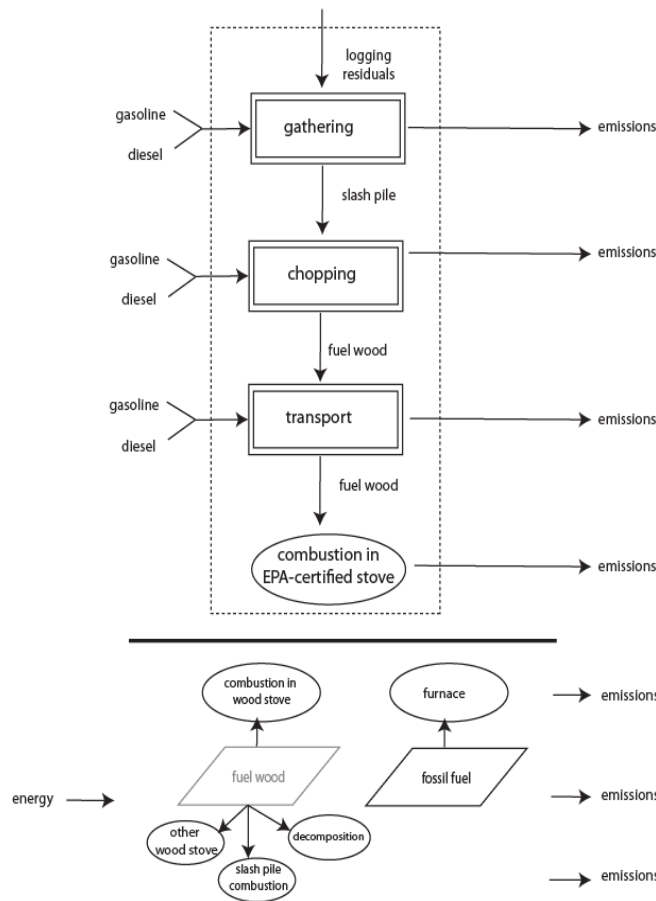 logging
residuals
gasoline
diesel
gathering
emissions
slash pile
gasoline
diesel
chopping
emissions
fuel wood
gasoline
diesel
transport
emissions
fuel wood
combustion in
EPA-certified stove
emissions
combustion in
wood stove
furnace
emissions
fuel wood
fossil fuel
energy
emissions
other
wood stove
decomposition
slash pile
combustion
emissions